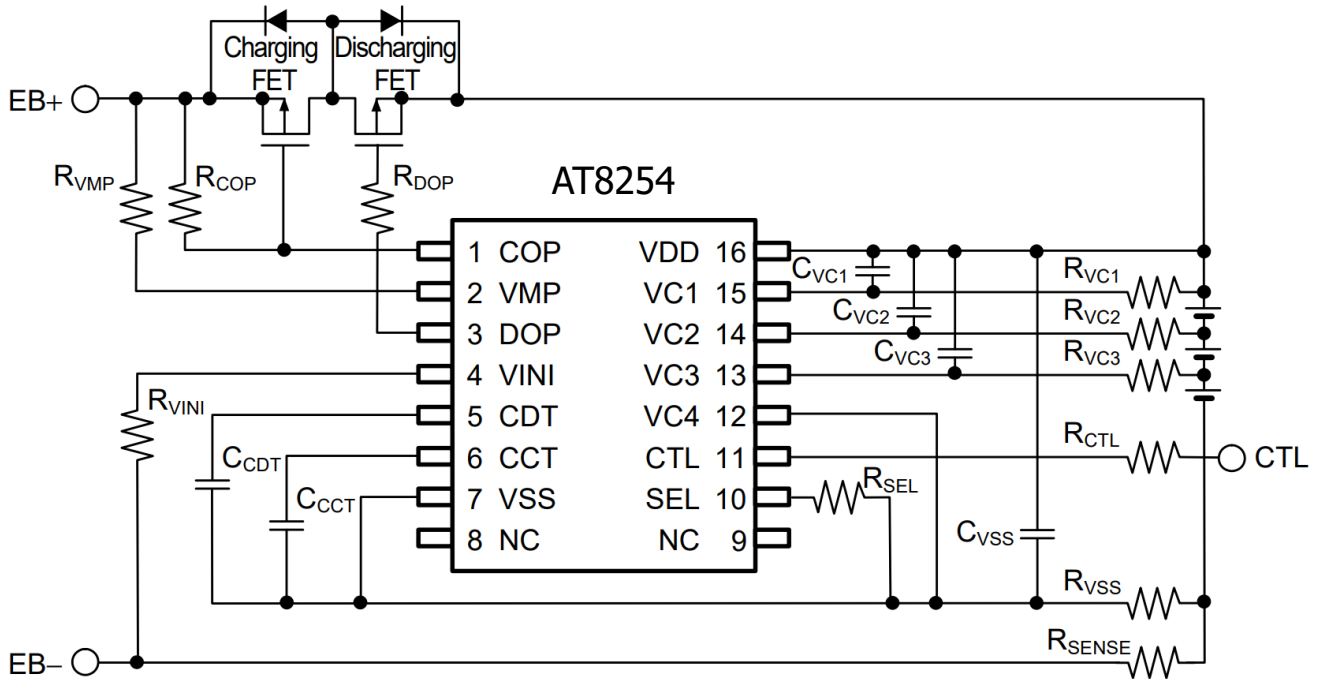 Charging Discharging
FET FET
EB+
RVMP RCOP RDOP
AT8254
1 COP VDD 16
2 VMP VC1 15
3 DOP VC2 14
4 VINI VC3 13
5 CDT VC4 12
6 CCT CTL 11
7 VSS SEL 10
8 NC NC 9
CVC1 RVC1
CVC2 RVC2
CVC3 RVC3
RVINI
RCTL CTL
CCDT
CCCT
RSEL
CVSS
RVSS
RSENSE
EB−